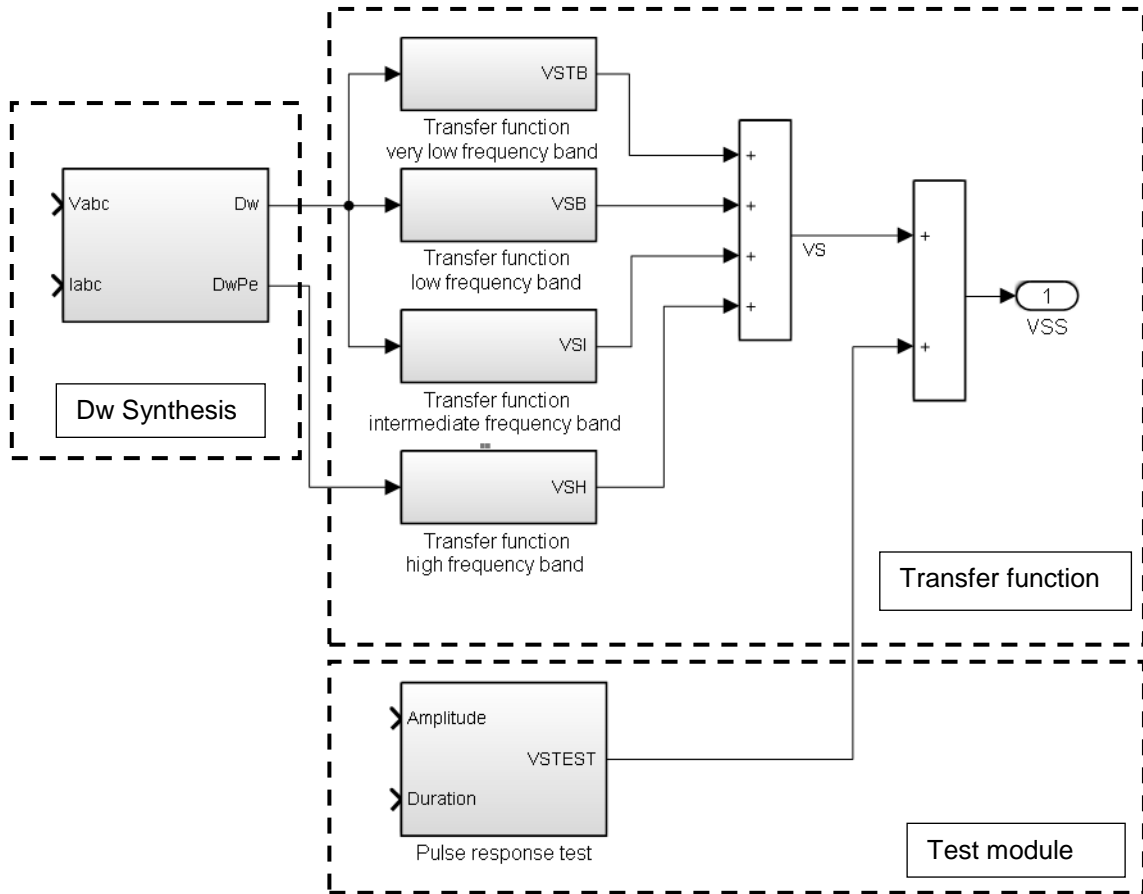 VSTB
Transfer function
very low frequency band
Vabc
Dw
Iabc
DwPe
Dw Synthesis
VSB
Transfer function
low frequency band
VSI
Transfer function
intermediate frequency band
VSH
Transfer function
high frequency band
+
+
+
+
VS
+
+
1
VSS
Transfer function
Amplitude
VSTEST
Duration
Pulse response test
Test module